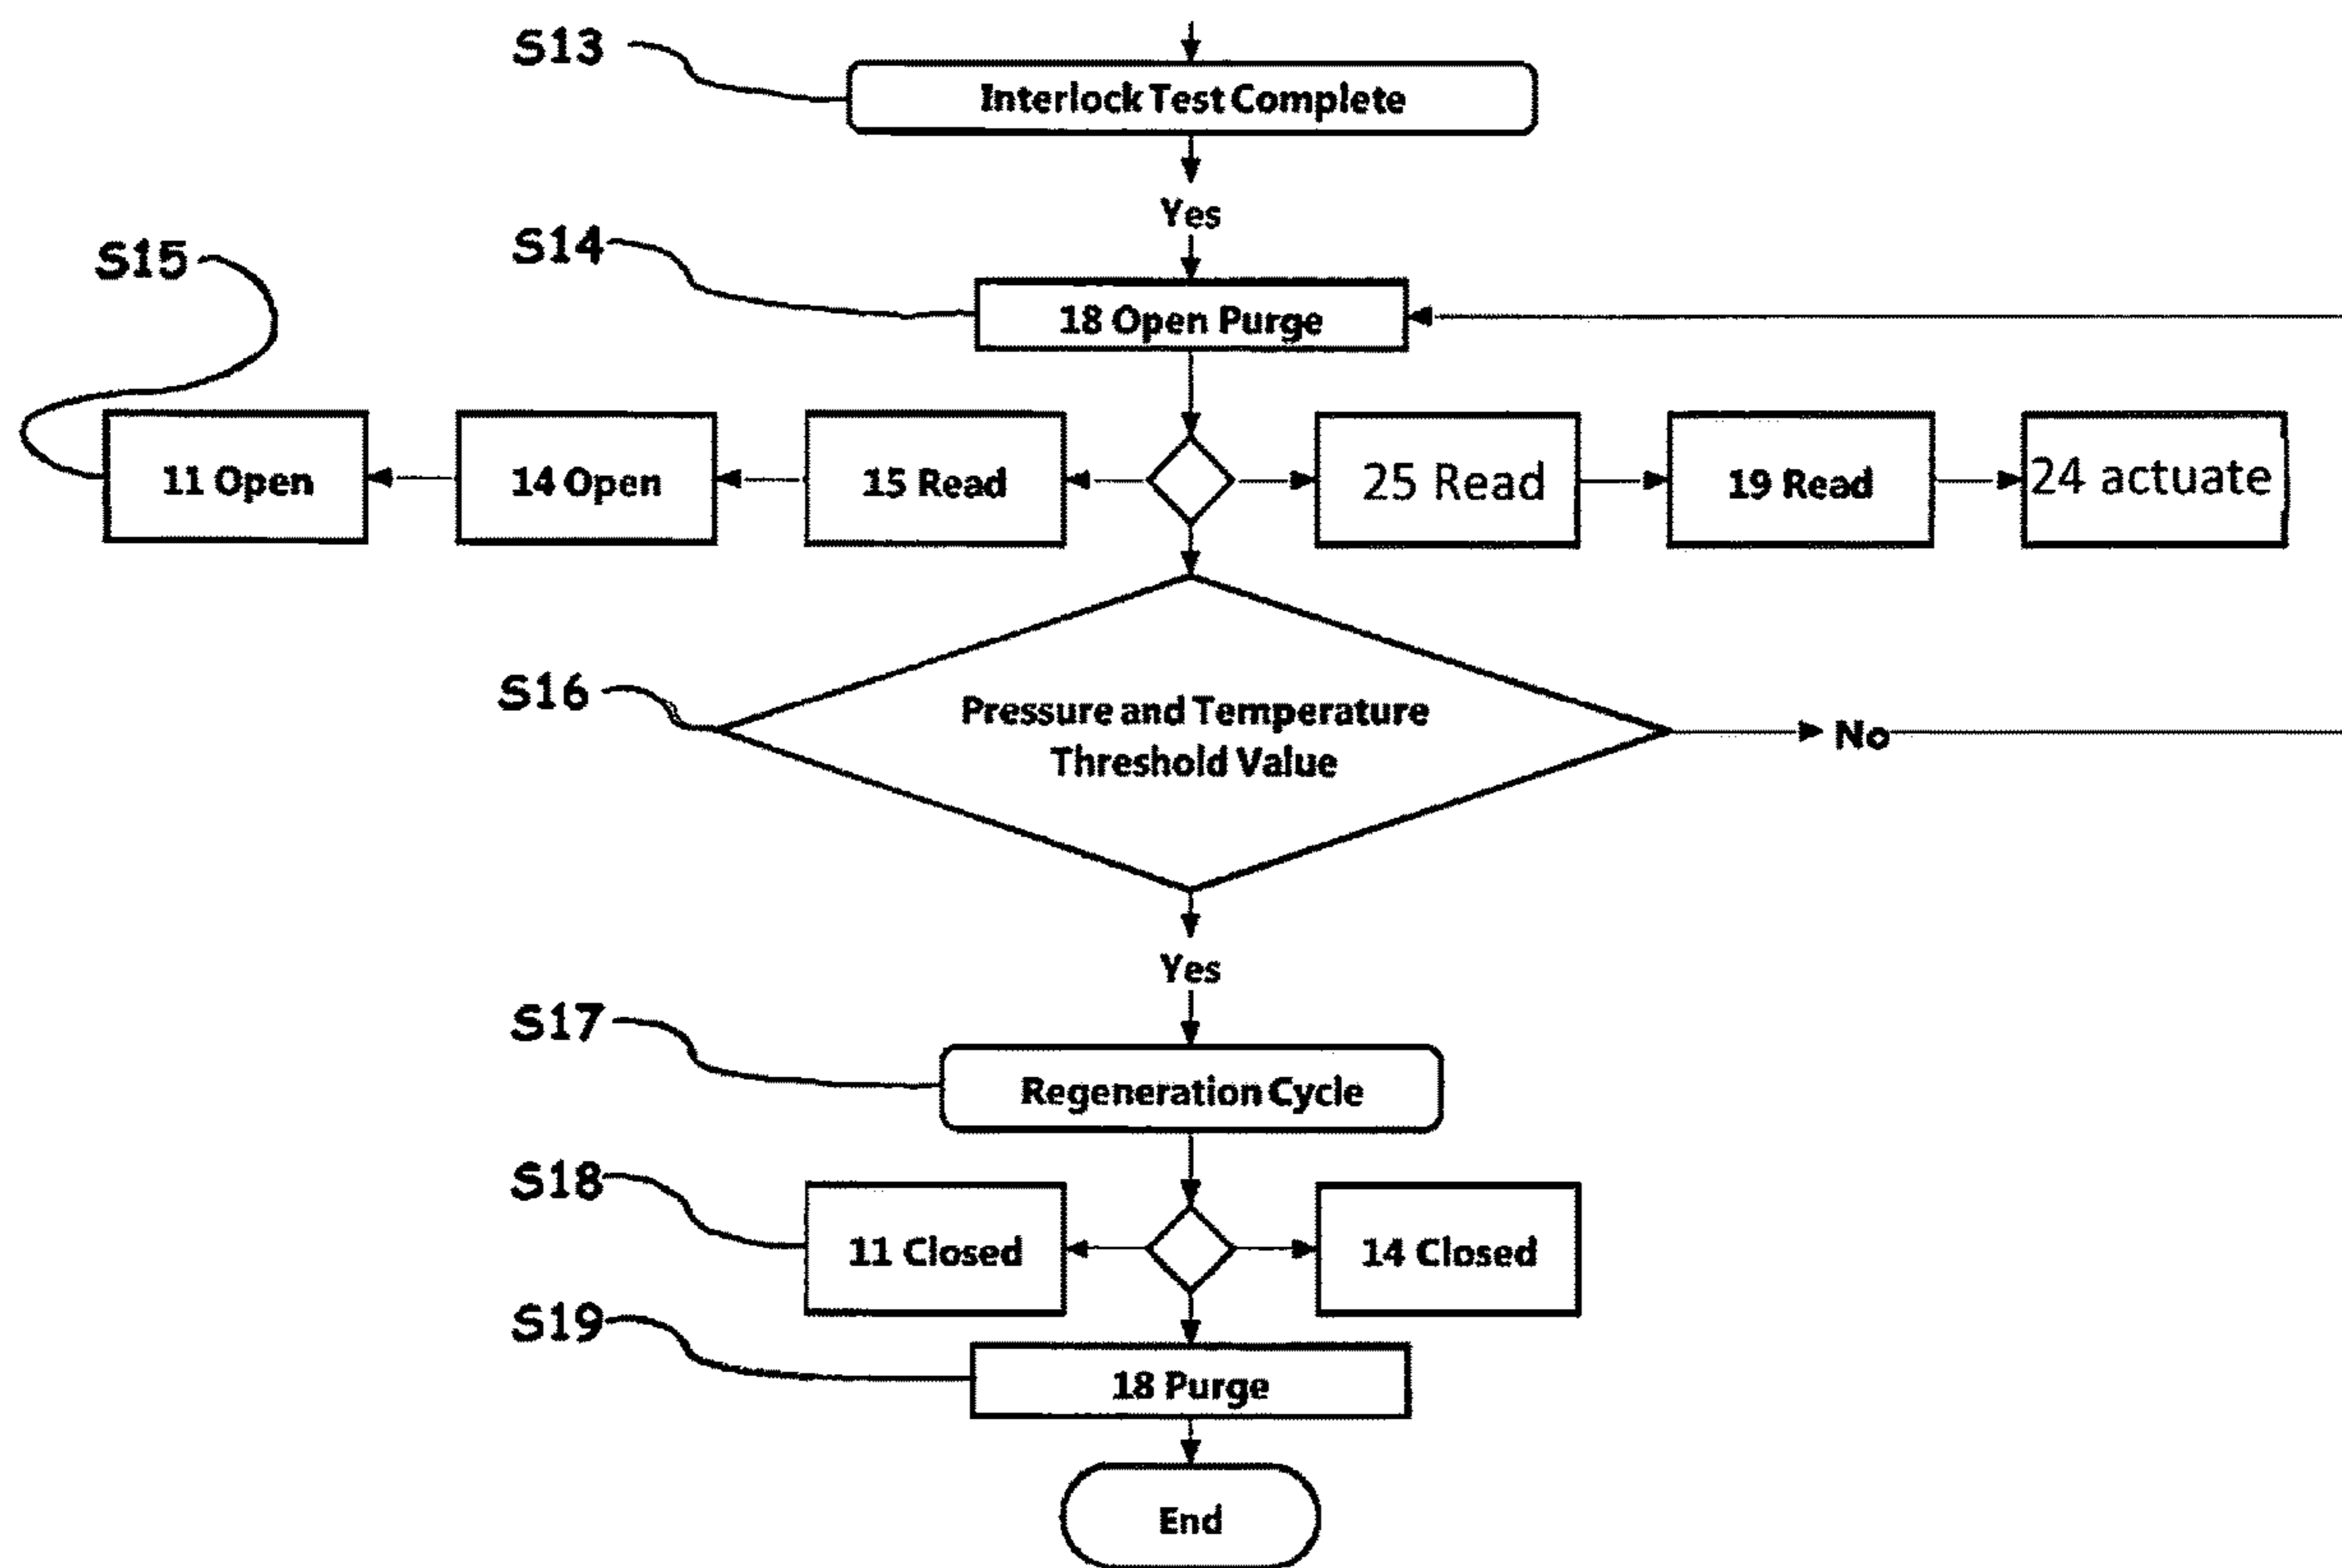 S13
Interlock Test Complete
Yes
S14
S15
18 Open Purge
11 Open
14 Open
15 Read
25 Read
19 Read
24 actuate
S16
Pressure and Temperature
Threshold Value
No
Yes
S17
Regeneration Cycle
S18
11 Closed
14 Closed
S19
18 Purge
End